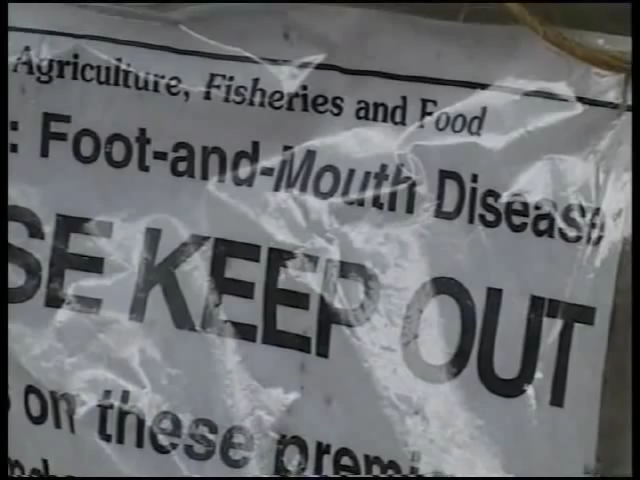 Agriculture, Fisheries and Food
: Foot-and-Mouth Disease
SE KEEP OUT
on these premi